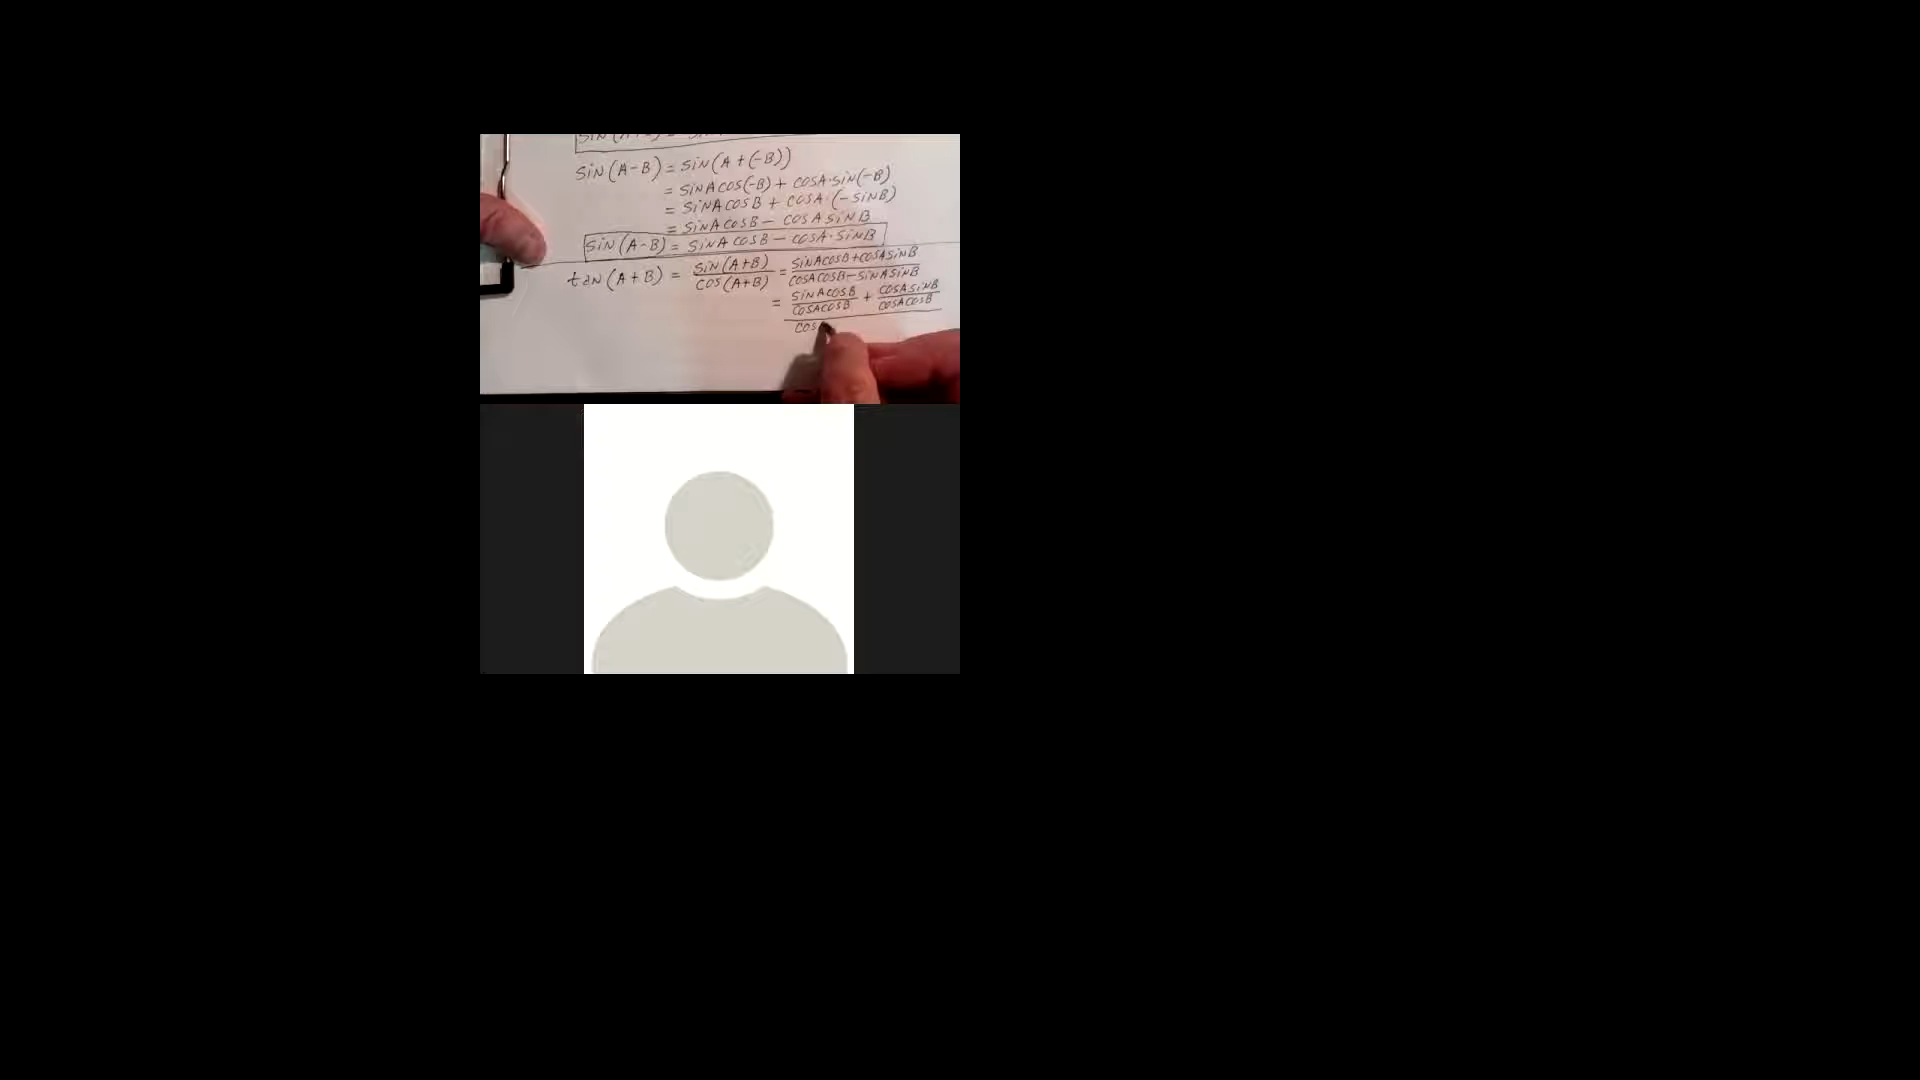 sin(A-B) = sin(A+(-B))
= sinAcos(-B) + cosA·sin(-B)
= sinAcosB + cosA·(-sinB)
= sinAcosB - cosAsinB
sin(A-B) = sinAcosB - cosA·sinB
tan(A+B) = sin(A+B)/cos(A+B) = sinAcosB+cosAsinB/cosAcosB-sinAsinB
= sinAcosB/cosAcosB + cosAsinB/cosAcosB
cos